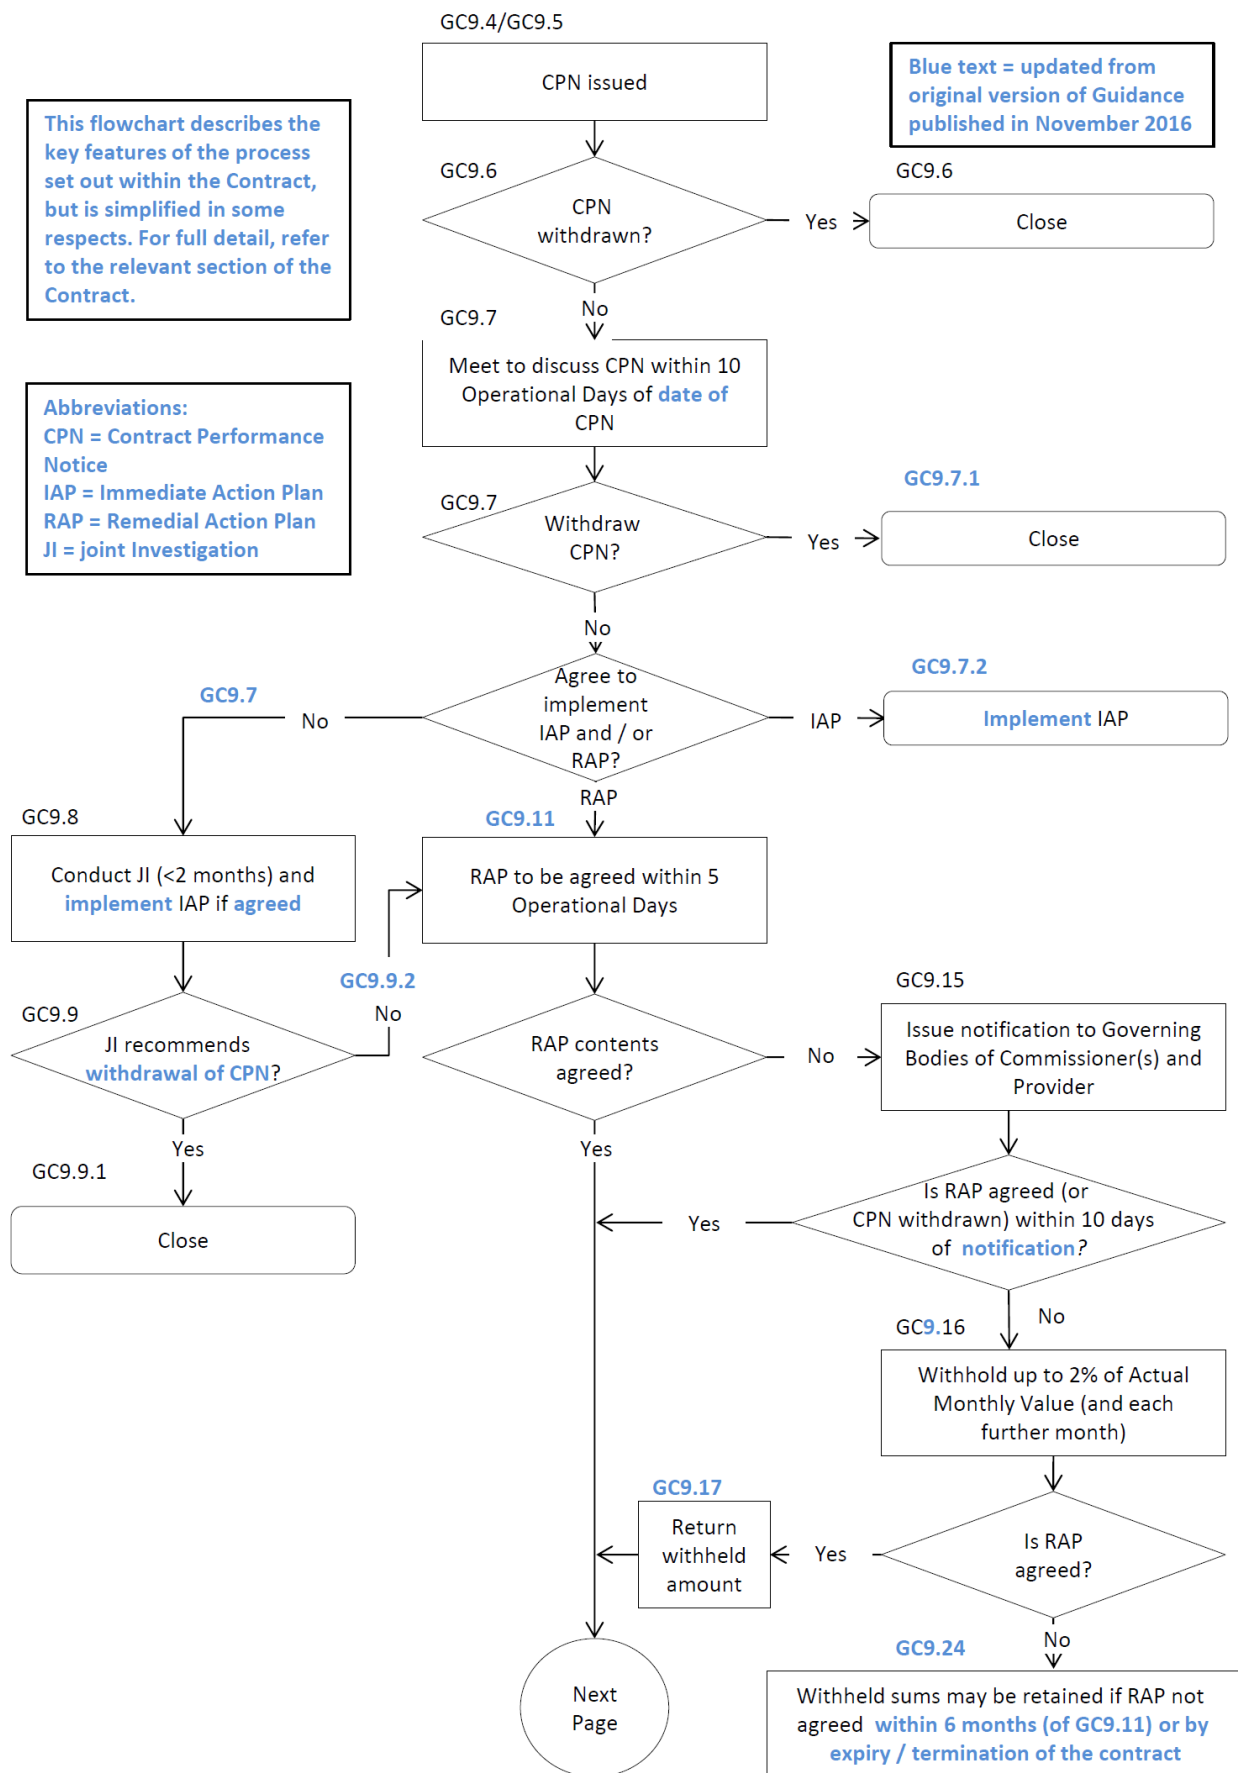 GC9.4/GC9.5
CPN issued
Blue text = updated from
original version of Guidance
published in November 2016
This flowchart describes the
key features of the process
set out within the Contract,
but is simplified in some
respects. For full detail, refer
to the relevant section of the
Contract.
GC9.6
CPN
withdrawn?
Yes
GC9.6
Close
No
GC9.7
Meet to discuss CPN within 10
Operational Days of date of
CPN
Abbreviations:
CPN = Contract Performance
Notice
IAP = Immediate Action Plan
RAP = Remedial Action Plan
JI = joint Investigation
GC9.7
Withdraw
CPN?
Yes
GC9.7.1
Close
No
Agree to
implement
IAP and / or
RAP?
GC9.7
No
IAP
GC9.7.2
Implement IAP
RAP
GC9.8
Conduct JI (<2 months) and
implement IAP if agreed
GC9.11
RAP to be agreed within 5
Operational Days
GC9.9.2
No
GC9.9
JI recommends
withdrawal of CPN?
Yes
GC9.9.1
Close
RAP contents
agreed?
No
Yes
GC9.15
Issue notification to Governing
Bodies of Commissioner(s) and
Provider
Is RAP agreed (or
CPN withdrawn) within 10 days
of notification?
Yes
No
GC9.16
Withhold up to 2% of Actual
Monthly Value (and each
further month)
Is RAP
agreed?
Yes
GC9.17
Return
withheld
amount
No
GC9.24
Withheld sums may be retained if RAP not
agreed within 6 months (of GC9.11) or by
expiry / termination of the contract
Next
Page